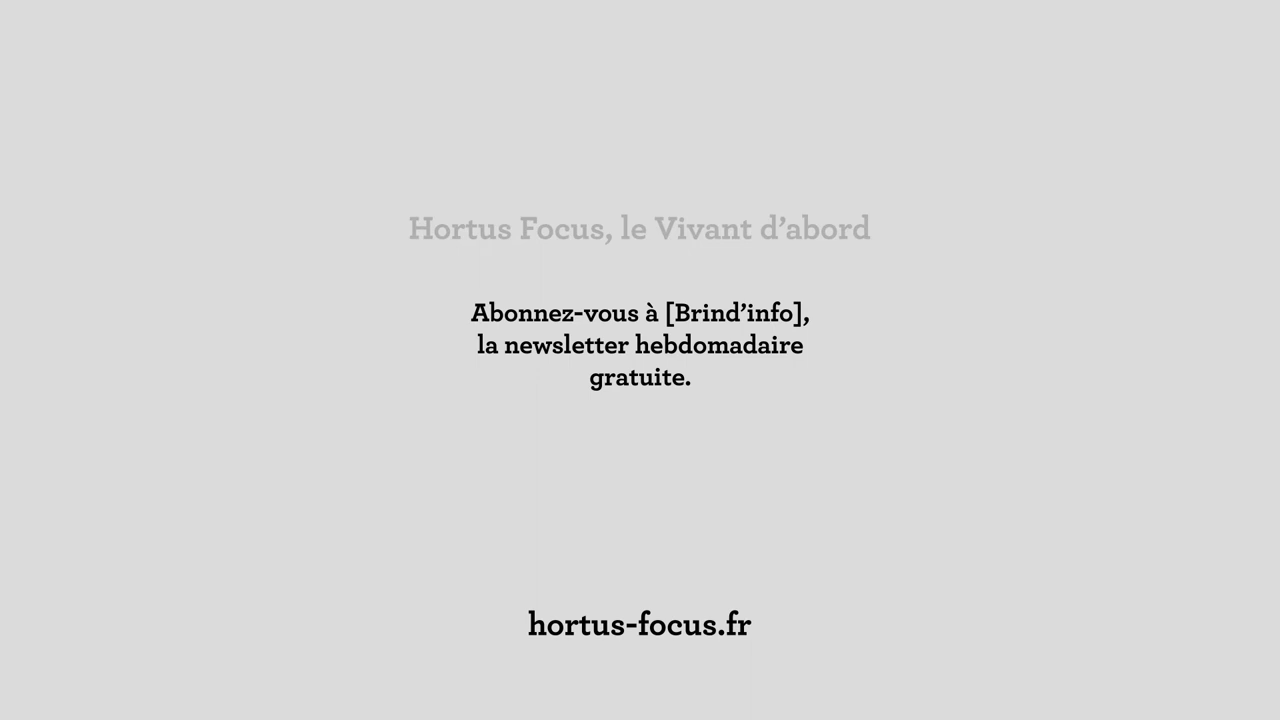 Hortus Focus, le Vivant d’abord
Abonnez-vous à [Brind’info],
la newsletter hebdomadaire
gratuite.
hortus-focus.fr